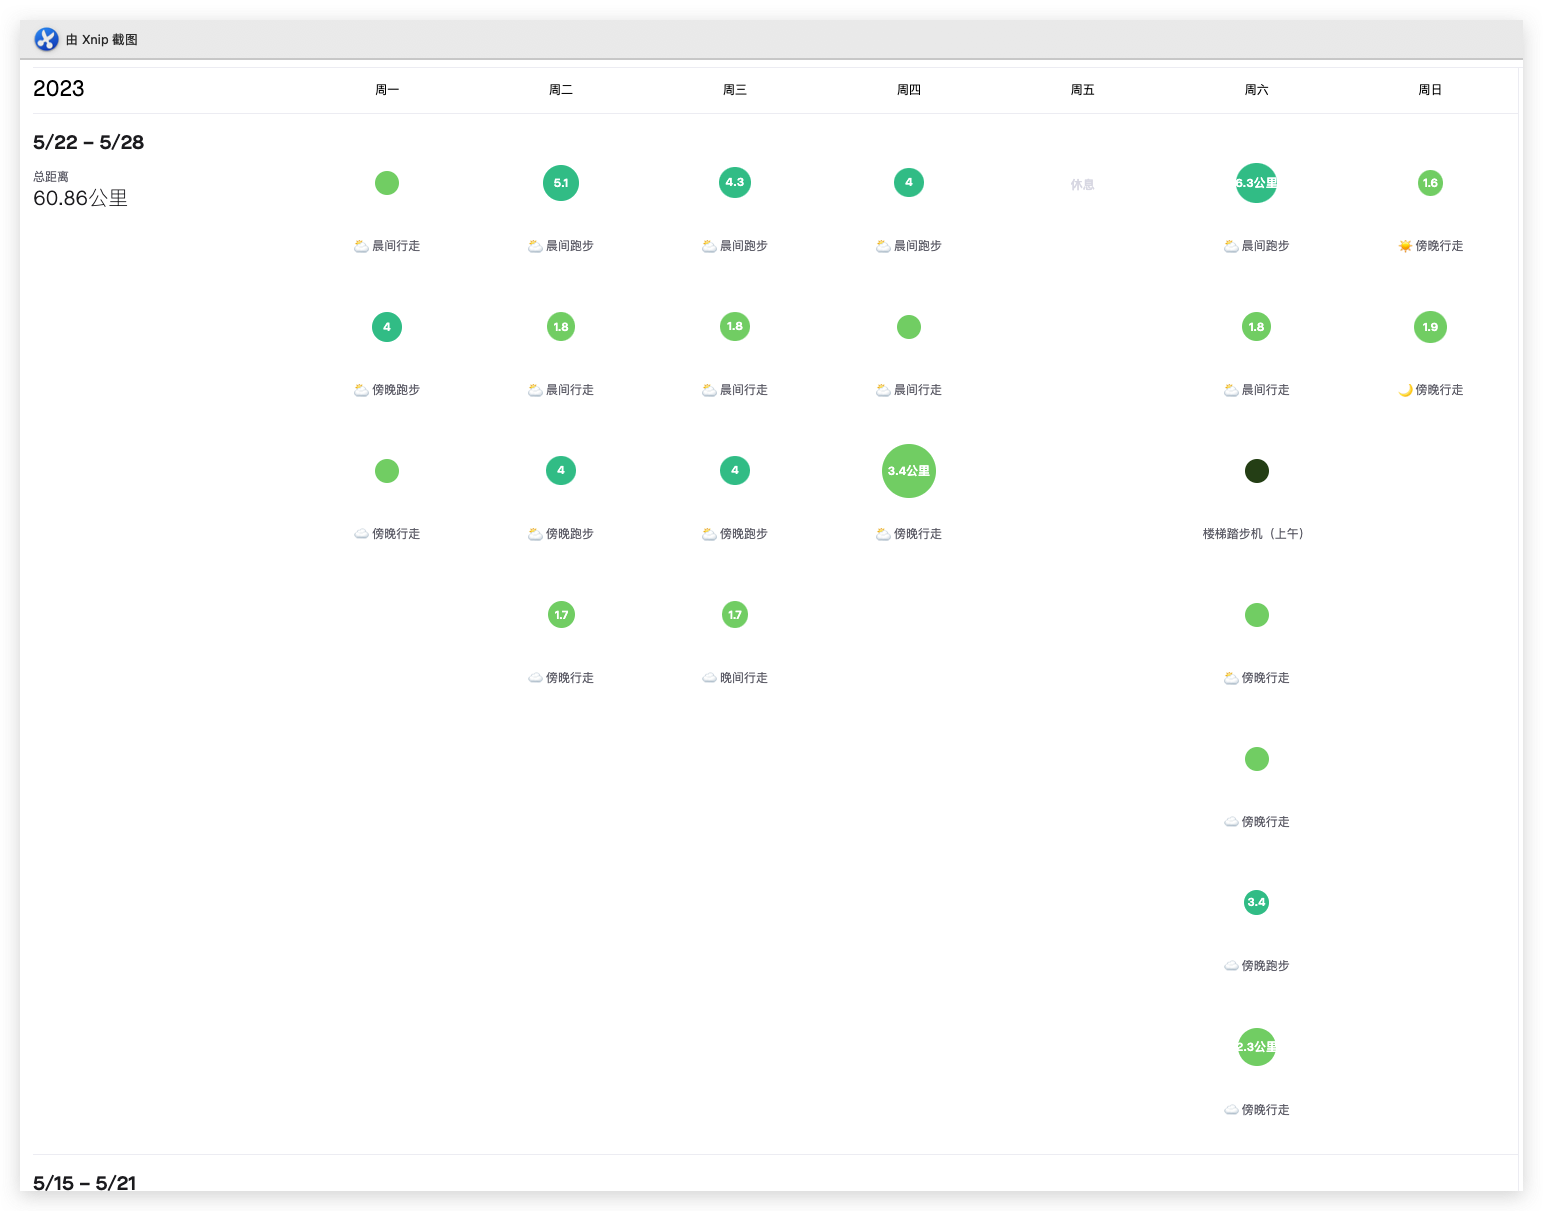 由 Xnip 截图
2023 周一 周二 周三 周四 周五 周六 周日
5/22 – 5/28
总距离
60.86公里
5.1 4.3 4 休息 6.3公里 1.6
晨间行走 晨间跑步 晨间跑步 晨间跑步 晨间跑步 傍晚行走
4 1.8 1.8 1.8 1.9
傍晚跑步 晨间行走 晨间行走 晨间行走 晨间行走 傍晚行走
4 4 3.4公里
傍晚行走 傍晚跑步 傍晚跑步 傍晚行走 楼梯踏步机（上午）
1.7 1.7
傍晚行走 晚间行走 傍晚行走
傍晚行走
3.4
傍晚跑步
2.3公里
傍晚行走
5/15 – 5/21